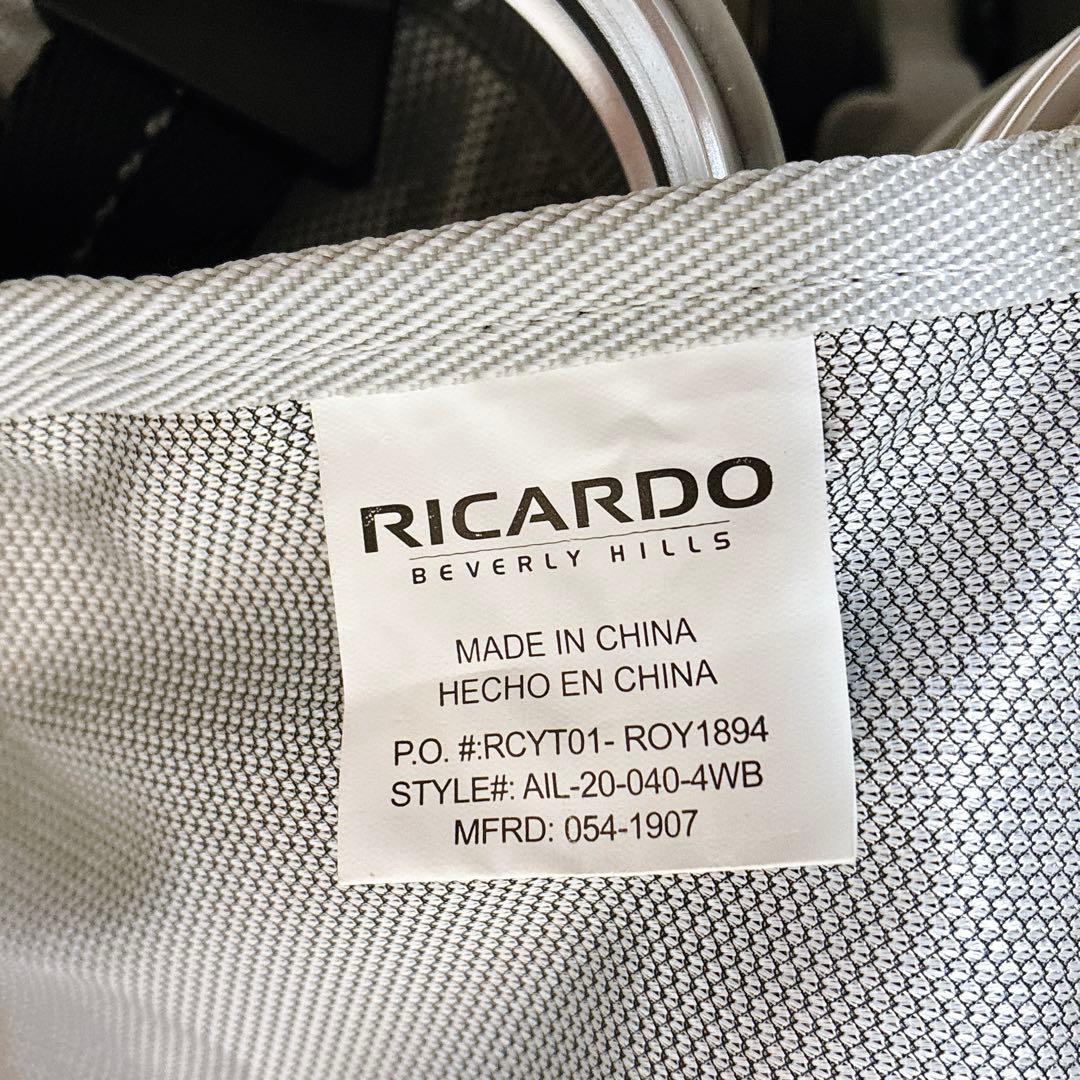 RICARDO
BEVERLY HILLS
MADE IN CHINA
HECHO EN CHINA
P.O. #:RCYT01- ROY1894
STYLE#: AIL-20-040-4WB
MFRD: 054-1907